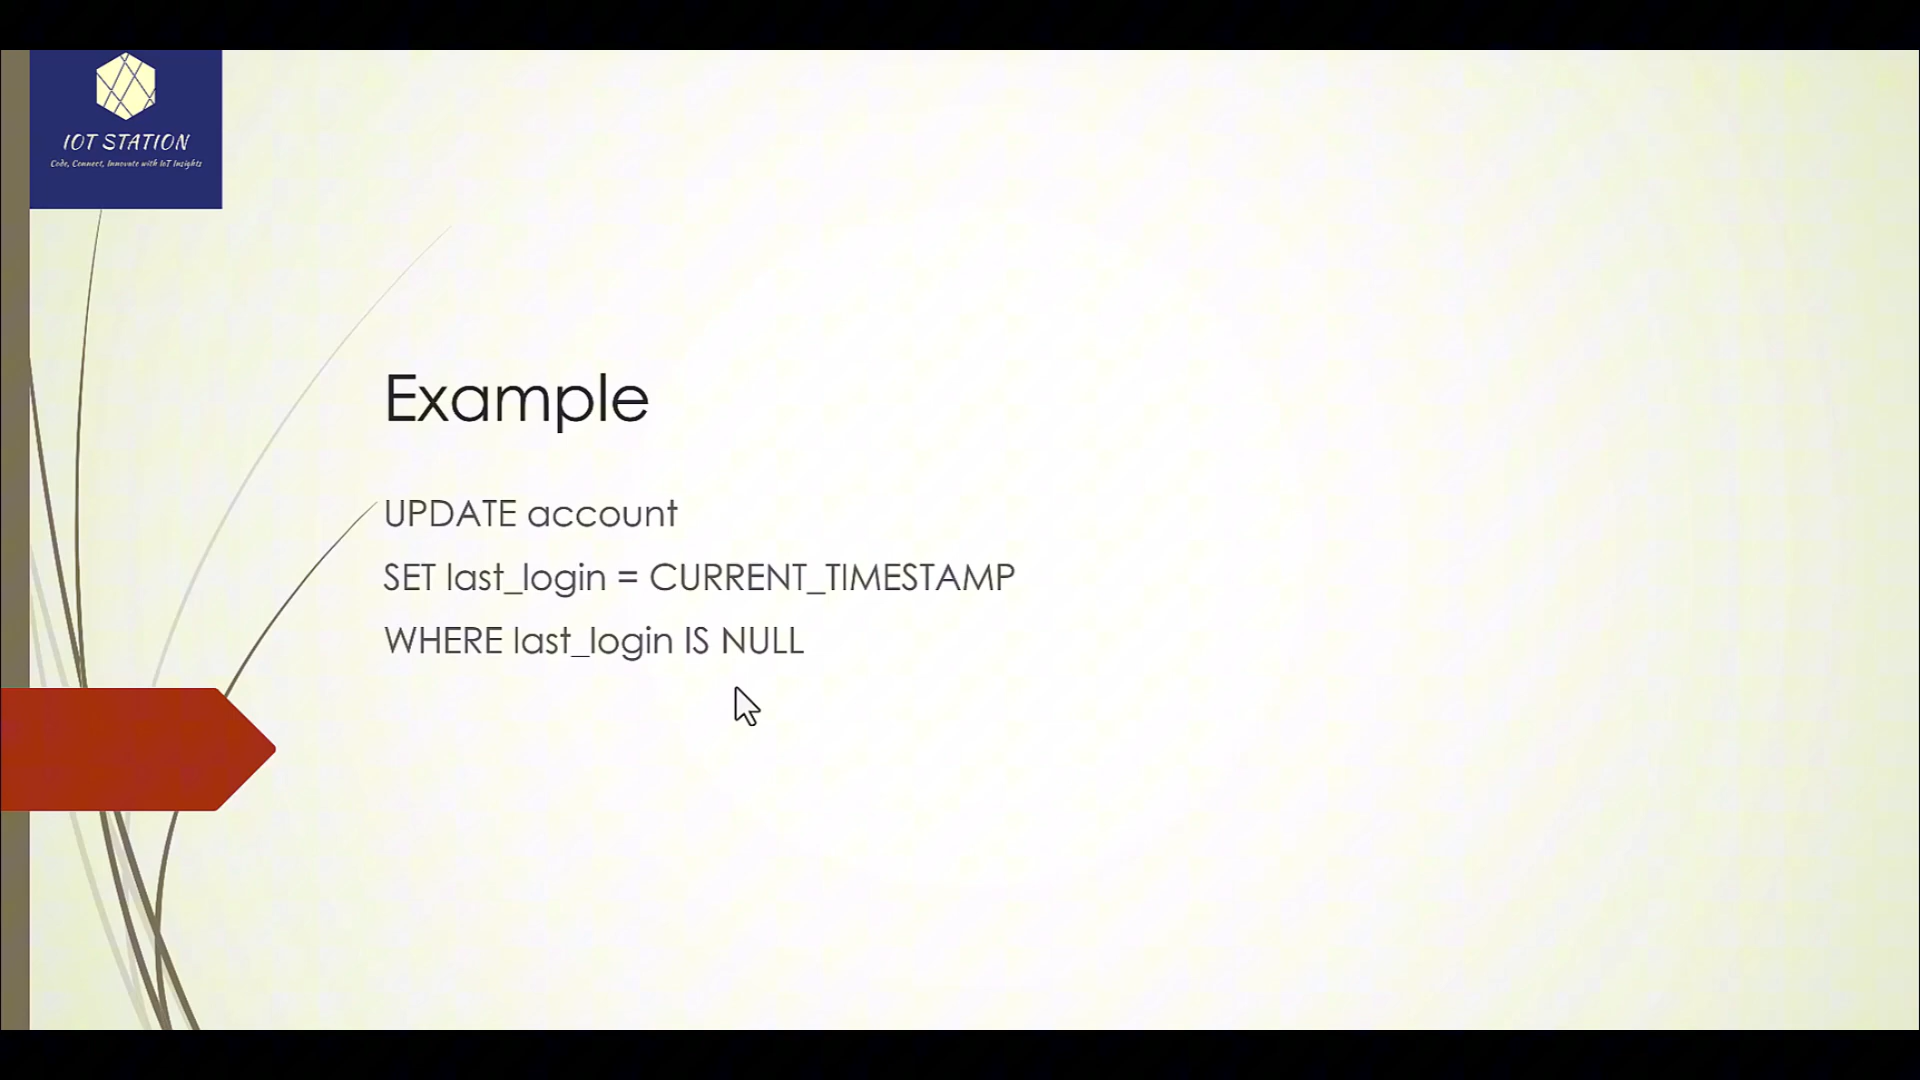 IOT STATION
Code, Connect, Innovate with IoT Insights
Example
UPDATE account
SET last_login = CURRENT_TIMESTAMP
WHERE last_login IS NULL